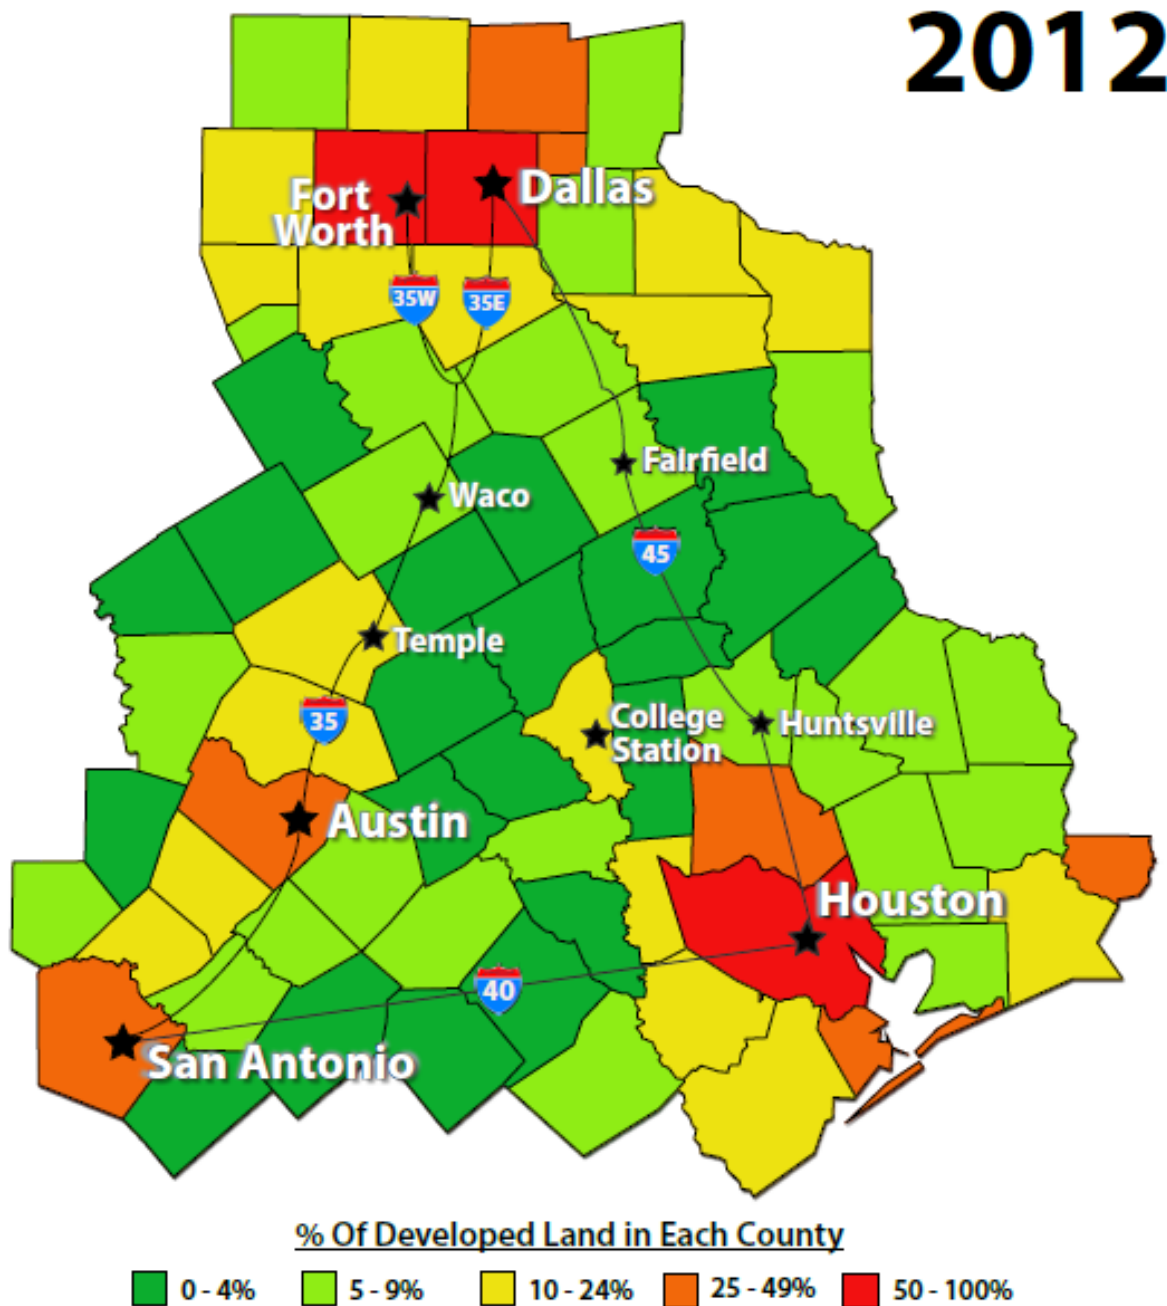 2012
Fort
Worth
Dallas
35W
35E
Fairfield
Waco
45
Temple
35
College
Station
Huntsville
Austin
Houston
40
San Antonio
% Of Developed Land in Each County
0 - 4%
5 - 9%
10 - 24%
25 - 49%
50 - 100%